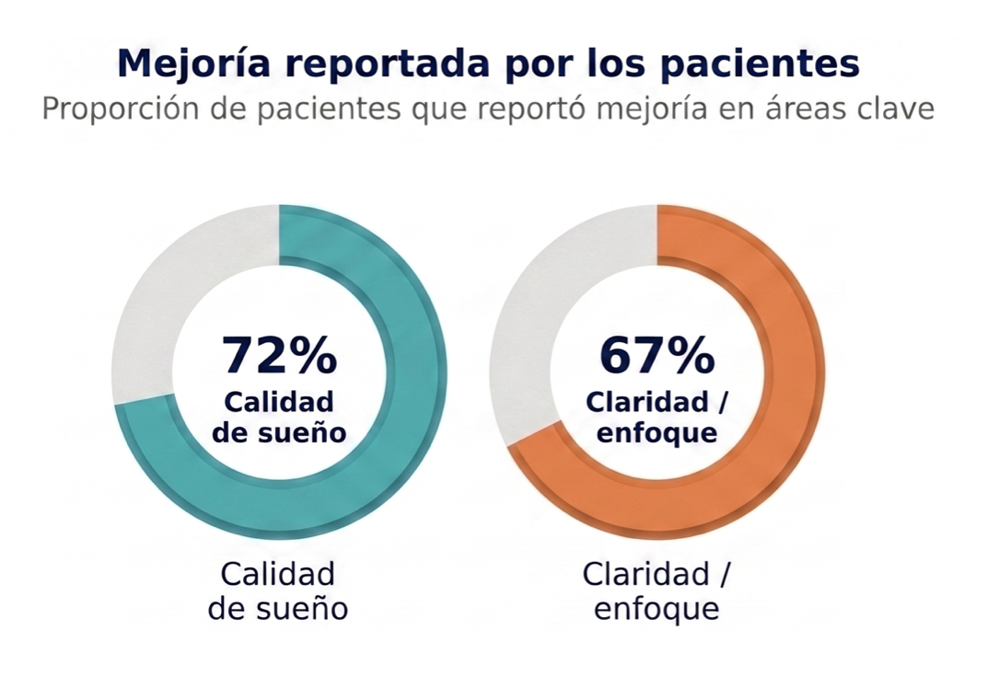 Mejoría reportada por los pacientes
Proporción de pacientes que reportó mejoría en áreas clave
72%
Calidad
de sueño
67%
Claridad /
enfoque
Calidad
de sueño
Claridad /
enfoque